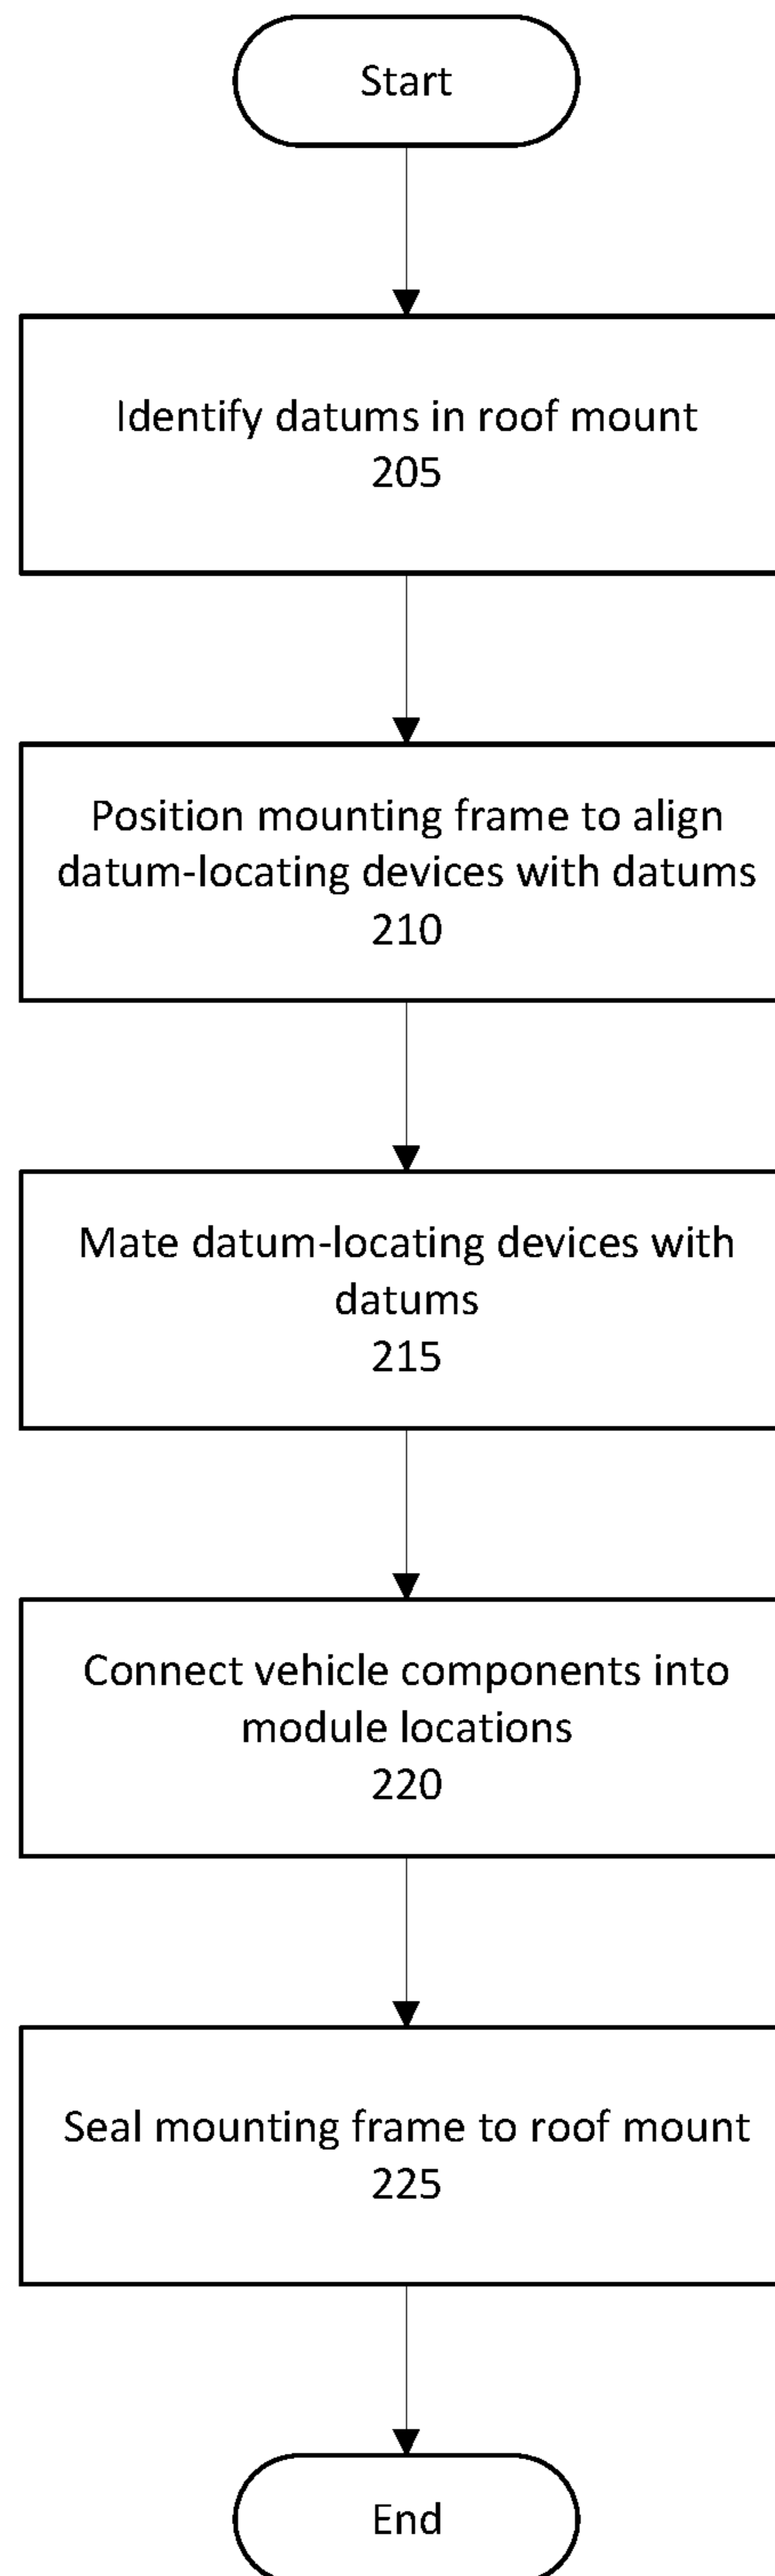 Start
Identify datums in roof mount
205
Position mounting frame to align
datum-locating devices with datums
210
Mate datum-locating devices with
datums
215
Connect vehicle components into
module locations
220
Seal mounting frame to roof mount
225
End